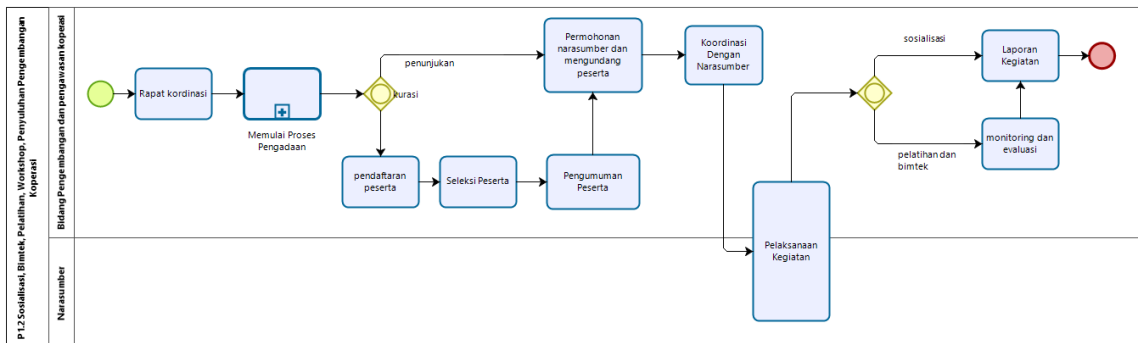 P1.2 Sosialisasi, Bimtek, Pelatihan, Workshop, Penyuluhan Pengembangan
Koperasi
Bidang Pengembangan dan pengawasan koperasi
Narasumber
Rapat kordinasi
Memulai Proses
Pengadaan
penunjukan
kurasi
pendaftaran
peserta
Seleksi Peserta
Pengumuman
Peserta
Permohonan
narasumber dan
mengundang
peserta
Koordinasi
Dengan
Narasumber
Pelaksanaan
Kegiatan
sosialisasi
pelatihan dan
bimtek
Laporan
Kegiatan
monitoring dan
evaluasi